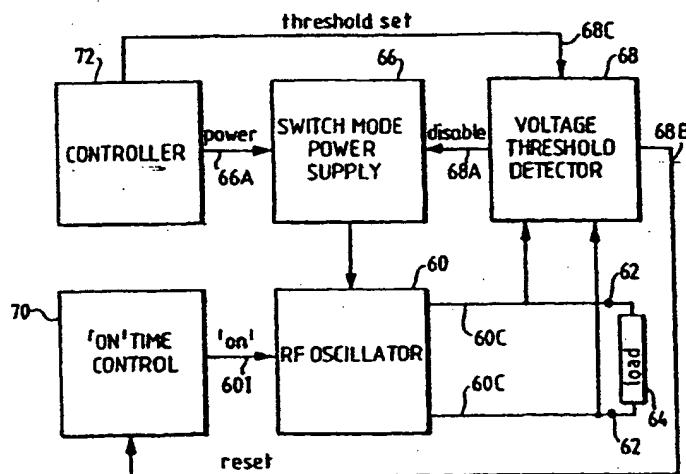 threshold set
72
66
68C
68
CONTROLLER
power
66A
SWITCH MODE
POWER
SUPPLY
disable
68A
VOLTAGE
THRESHOLD
DETECTOR
68B
60
62
70
'ON' TIME
CONTROL
'on'
60I
RF OSCILLATOR
60C
60C
load
64
62
reset